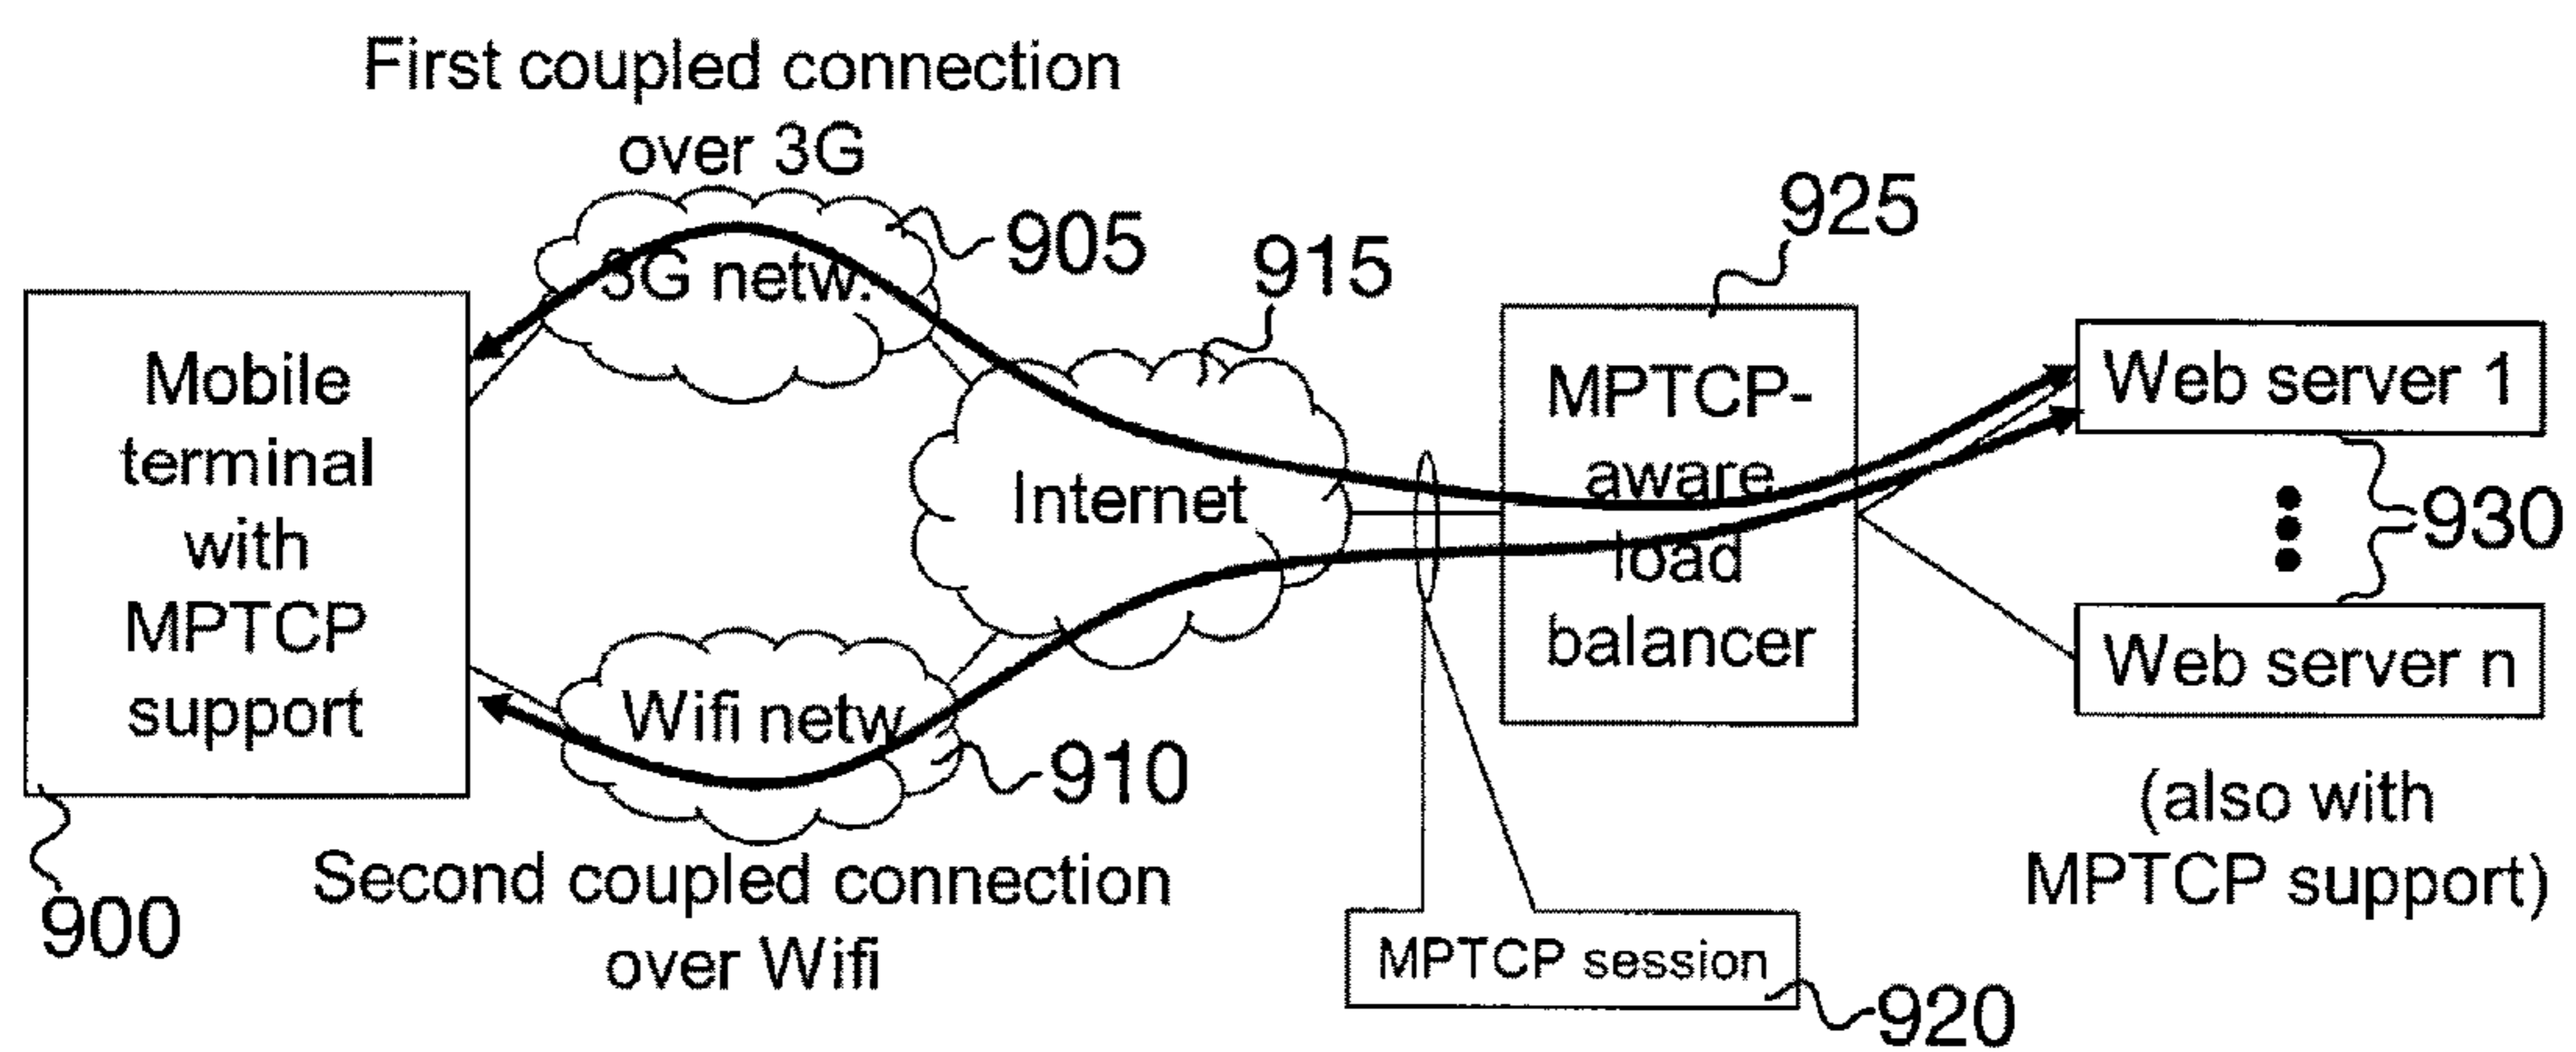 First coupled connection
over 3G
3G netw.
905
915
925
Mobile
terminal
with
MPTCP
support
Internet
MPTCP-
aware
load
balancer
Web server 1
930
Web server n
(also with
MPTCP support)
Wifi netw
910
900
Second coupled connection
over Wifi
MPTCP session
920